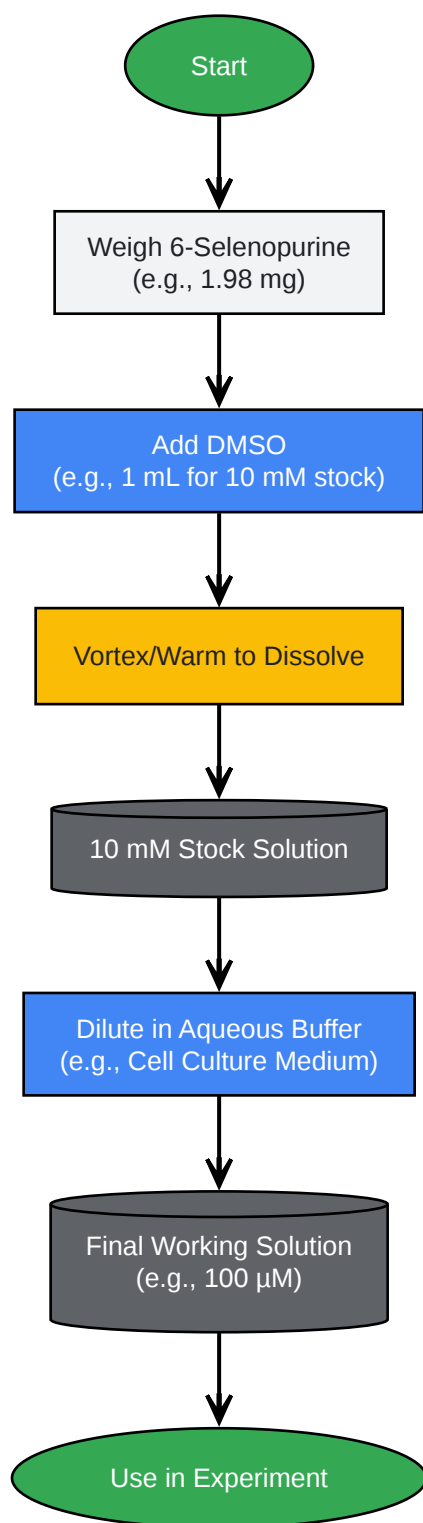 Start
Weigh 6-Selenopurine
(e.g., 1.98 mg)
Add DMSO
(e.g., 1 mL for 10 mM stock)
Vortex/Warm to Dissolve
10 mM Stock Solution
Dilute in Aqueous Buffer
(e.g., Cell Culture Medium)
Final Working Solution
(e.g., 100 µM)
Use in Experiment